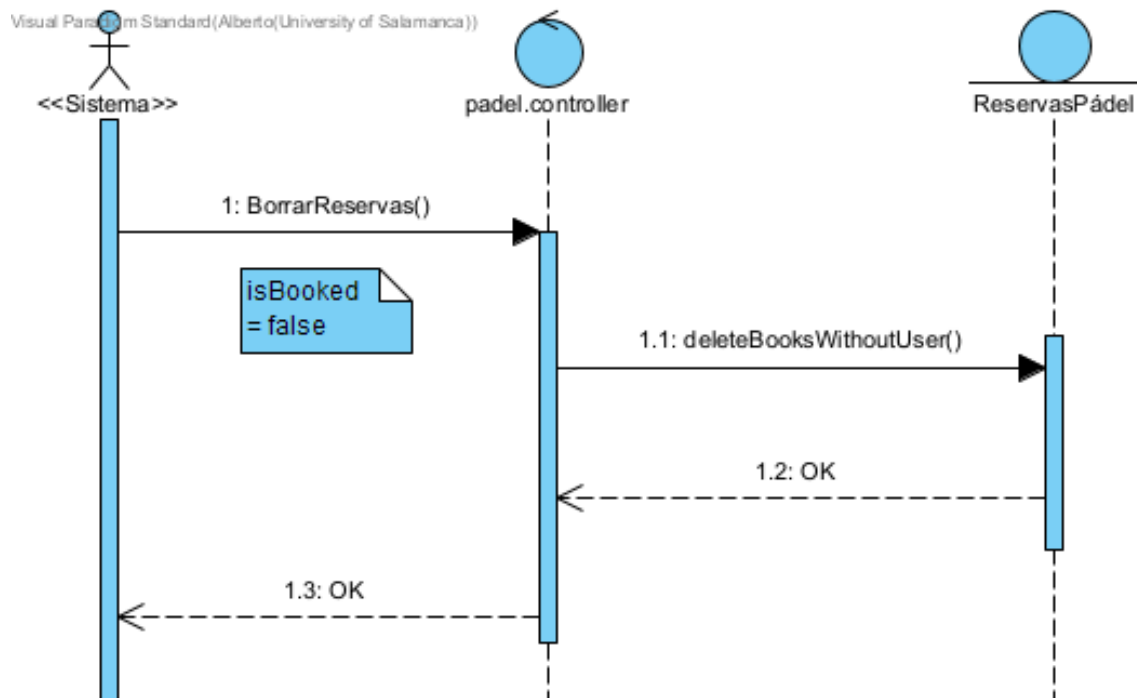 Visual Paradigm Standard(Alberto(University of Salamanca))
<<Sistema>>
padel.controller
ReservasPádel
1: BorrarReservas()
isBooked
= false
1.1: deleteBooksWithoutUser()
1.2: OK
1.3: OK